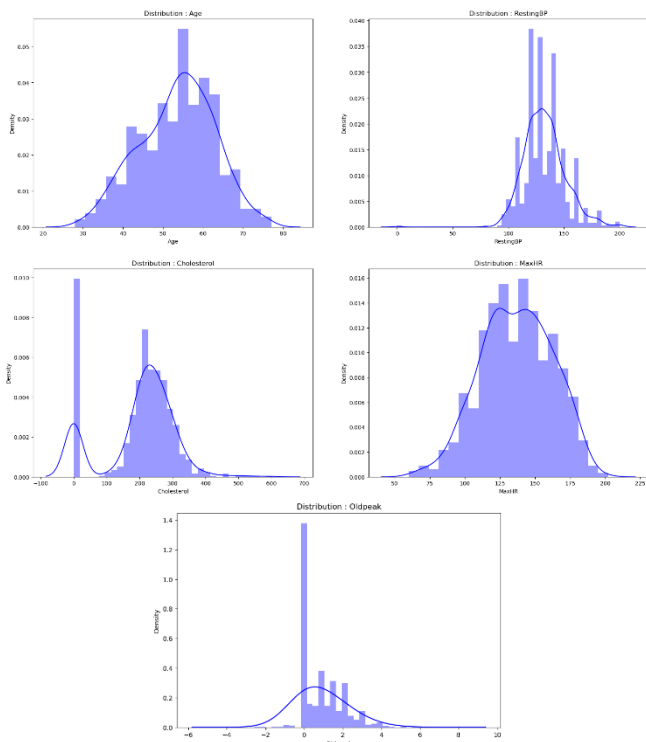 Distribution : Age
0.05
0.04
0.03
0.02
0.01
0.00
Density
20 30 40 50 60 70 80
Age
Distribution : RestingBP
0.040
0.035
0.030
0.025
0.020
0.015
0.010
0.005
0.000
Density
0 50 100 150 200
RestingBP
Distribution : Cholesterol
0.010
0.008
0.006
0.004
0.002
0.000
Density
-100 0 100 200 300 400 500 600 700
Cholesterol
Distribution : MaxHR
0.016
0.014
0.012
0.010
0.008
0.006
0.004
0.002
0.000
Density
50 75 100 125 150 175 200 225
MaxHR
Distribution : Oldpeak
1.4
1.2
1.0
0.8
0.6
0.4
0.2
0.0
Density
−6 −4 −2 0 2 4 6 8 10